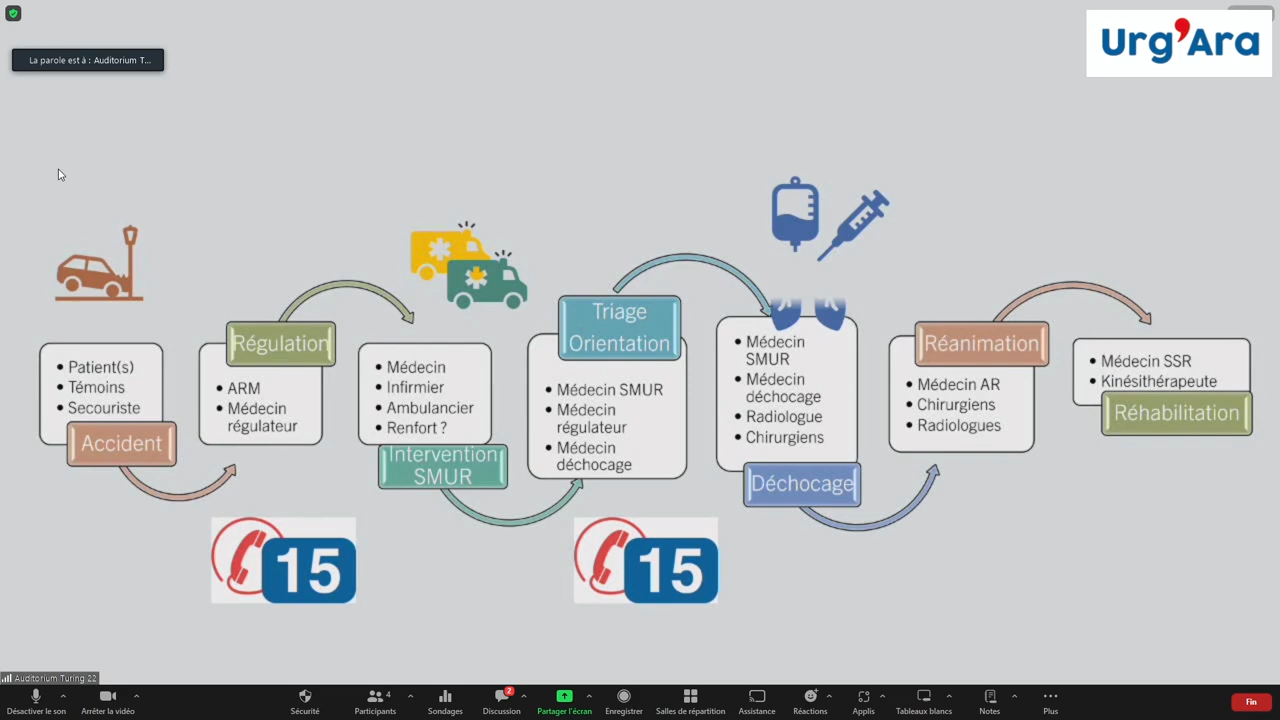 La parole est à : Auditorium T...
Urg'Ara
Patient(s)
Témoins
Secouriste
Accident
Régulation
ARM
Médecin
régulateur
15
Médecin
Infirmier
Ambulancier
Renfort ?
Intervention
SMUR
Triage
Orientation
Médecin SMUR
Médecin
régulateur
Médecin
déchocage
15
Médecin
SMUR
Médecin
déchocage
Radiologue
Chirurgiens
Déchocage
Réanimation
Médecin AR
Chirurgiens
Radiologues
Médecin SSR
Kinésithérapeute
Réhabilitation
Auditorium Turing 22
Désactiver le son
Arrêter la vidéo
Sécurité
4
Participants
Sondages
2
Discussion
Partager l'écran
Enregistrer
Salles de répartition
Assistance
Réactions
Applis
Tableaux blancs
Notes
Plus
Fin